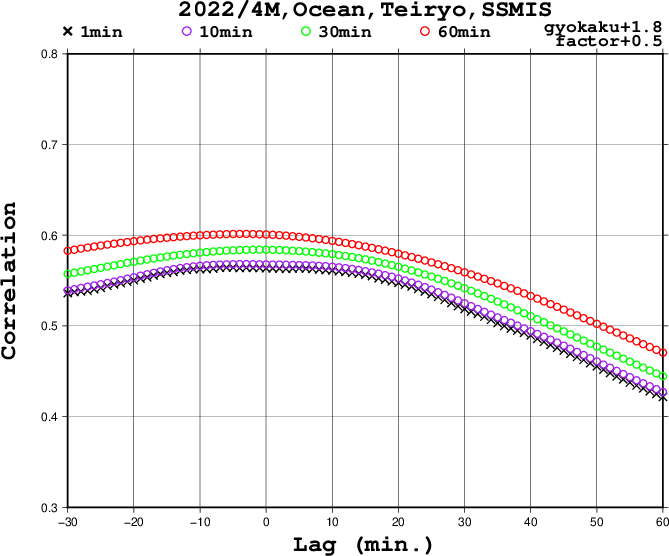 2022/4M,Ocean,Teiryo,SSMIS
1min 10min 30min 60min
gyokaku+1.8
factor+0.5
Correlation
0.8
0.7
0.6
0.5
0.4
0.3
−30 −20 −10 0 10 20 30 40 50 60
Lag (min.)